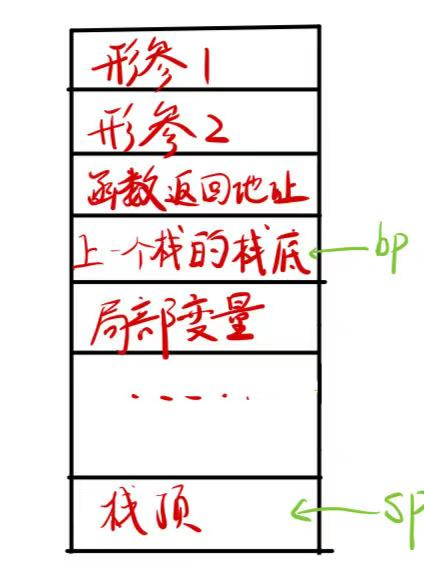 形参1
形参2
函数返回地址
上一个栈的栈底 bp
局部变量
......
栈顶 sp